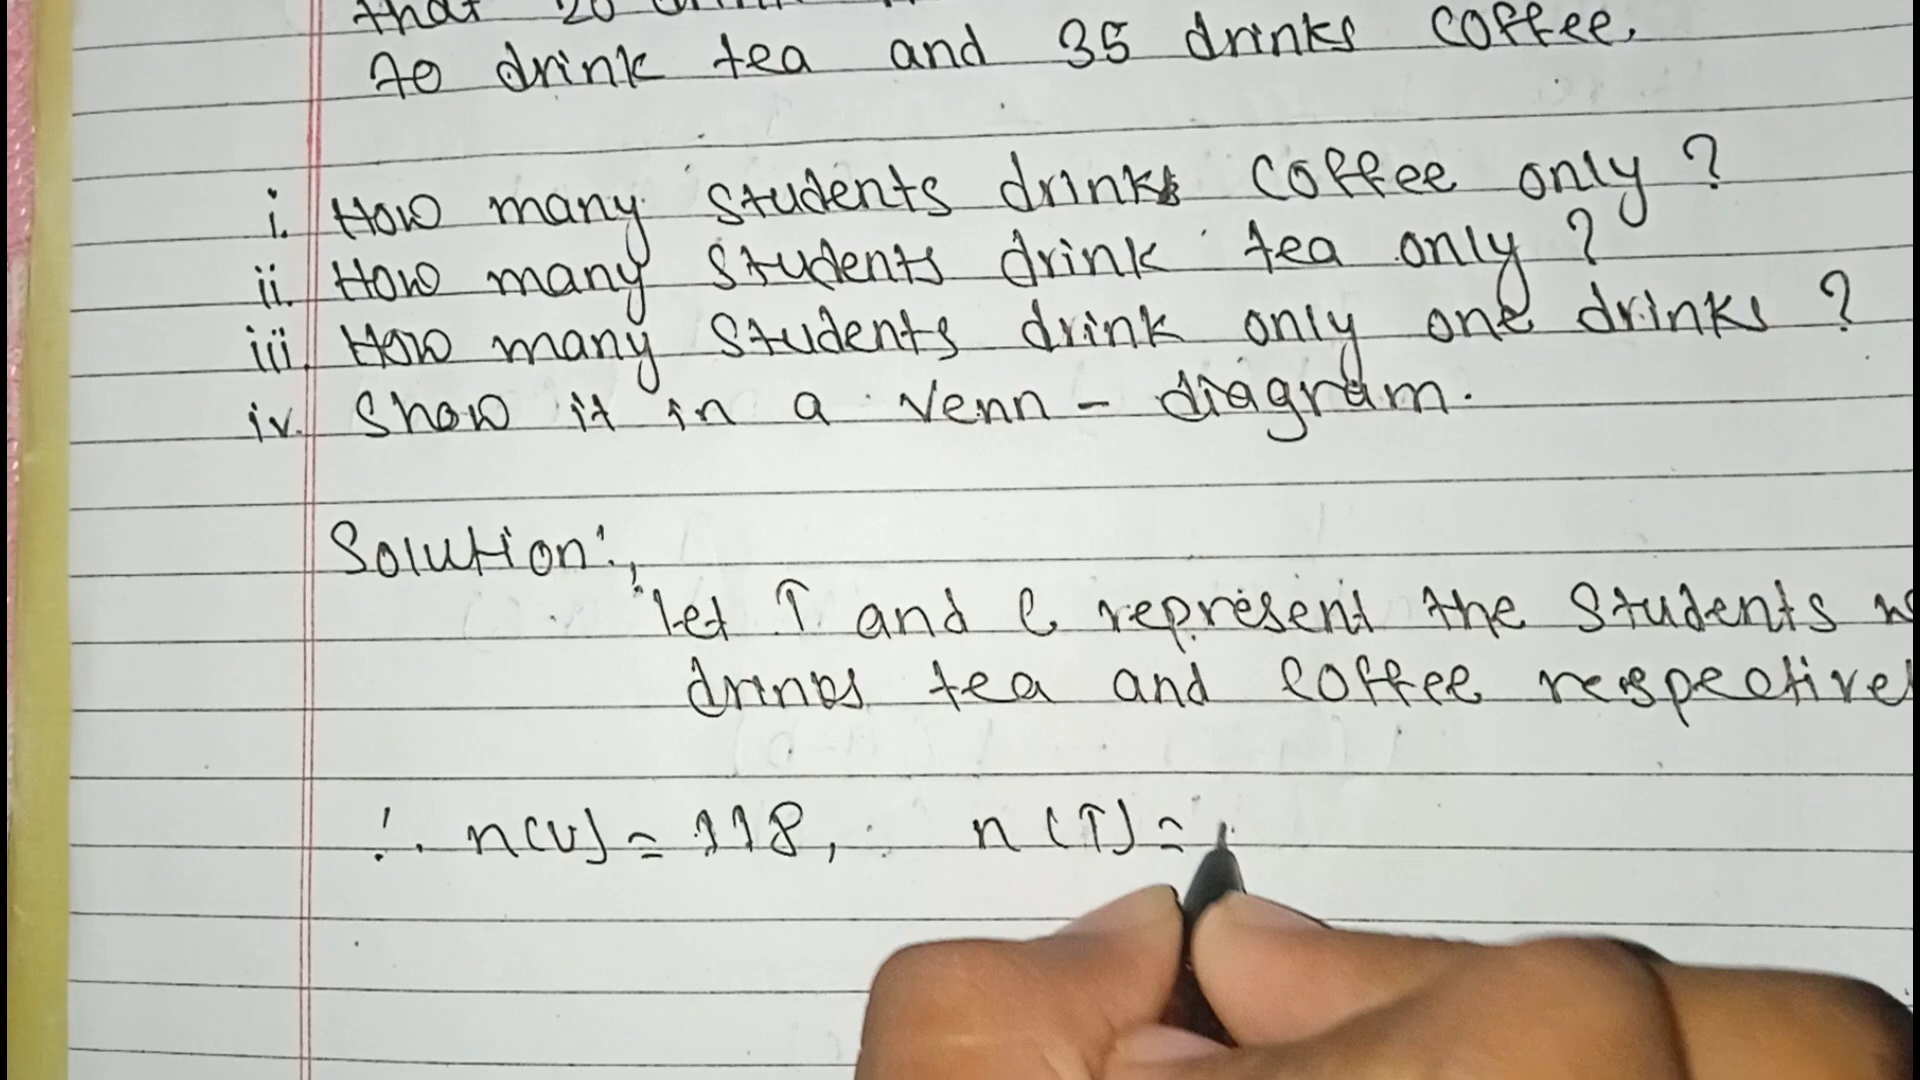 that 20
70 drink tea and 35 drinks coffee.
i. How many students drinks coffee only?
ii. How many students drink tea only?
iii. How many students drink only one drinks?
iv. Show it in a Venn - diagram.
Solution:,
let T and C represent the students
drinks tea and coffee respective
∴ n(U) = 118, n(T) =